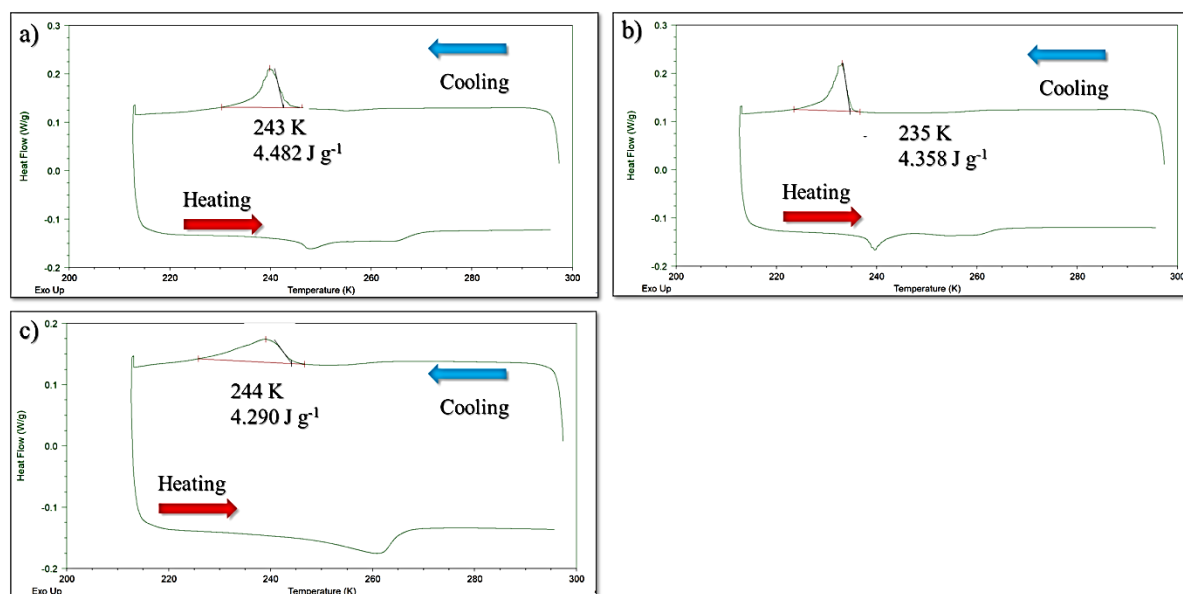 a)
0.3
0.2
0.1
0.0
-0.1
-0.2
Heat Flow (W/g)
Cooling
243 K
4.482 J g-1
Heating
200
220
240
260
280
300
Exo Up
Temperature (K)
b)
0.3
0.2
0.1
0.0
-0.1
-0.2
Heat Flow (W/g)
Cooling
-
235 K
4.358 J g-1
Heating
200
220
240
260
280
300
Exo Up
Temperature (K)
c)
0.2
0.1
0.0
-0.1
-0.2
Heat Flow (W/g)
244 K
4.290 J g-1
Cooling
Heating
200
220
240
260
280
300
Exo Up
Temperature (K)